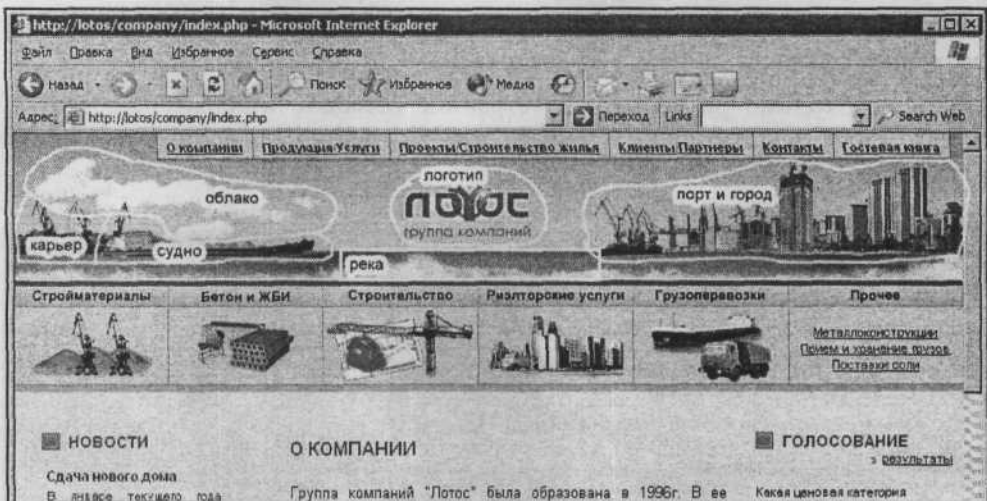 http://lotos/company/index.php - Microsoft Internet Explorer
Файл Правка Вид Избранное Сервис Справка
Назад Поиск Избранное Медиа
Адрес: http://lotos/company/index.php Переход Links Search Web
О компании Продукция/Услуги Проекты/Строительство жилья Клиенты/Партнеры Контакты Гостевая книга
облако
логотип
порт и город
лотос
группа компаний
карьер
судно
река
Стройматериалы Бетон и ЖБИ Строительство Риэлторские услуги Грузоперевозки Прочее
Металлоконструкции
Прием и хранение грузов
Поставки соли
НОВОСТИ
О КОМПАНИИ
ГОЛОСОВАНИЕ
результаты
Сдача нового дома
В январе текущего года
Группа компаний "Лотос" была образована в 1996г. В ее
Какая ценовая категория